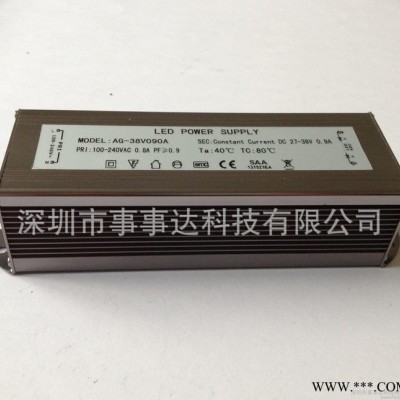 LED POWER SUPPLY
MODEL:AG-38V090A SEC:Constant Current DC 27-38V 0.9A
PRI:100-240VAC 0.8A PF≥0.9 Ta:40℃ TC:80℃
SAA
深圳市事事达科技有限公司
www.***.COM